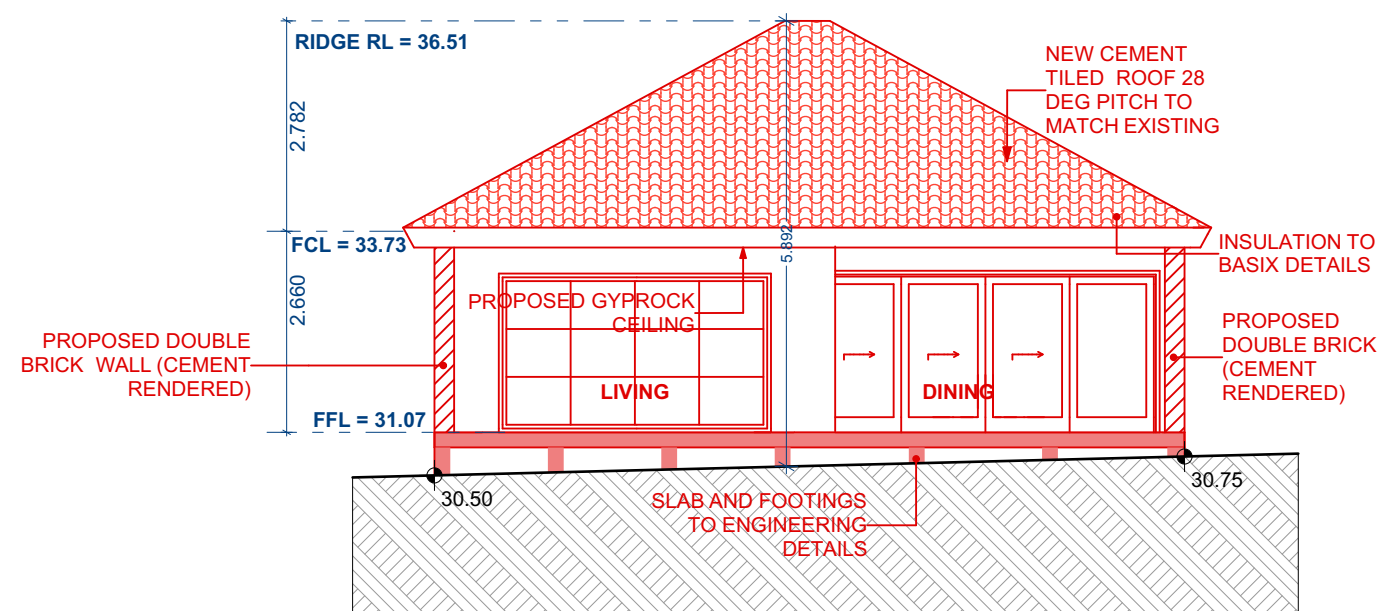 RIDGE RL = 36.51
2.782
NEW CEMENT
TILED ROOF 28
DEG PITCH TO
MATCH EXISTING
FCL = 33.73
5.892
INSULATION TO
BASIX DETAILS
2.660
PROPOSED GYPROCK
CEILING
PROPOSED DOUBLE
BRICK WALL (CEMENT
RENDERED)
PROPOSED
DOUBLE BRICK
(CEMENT
RENDERED)
LIVING
DINING
FFL = 31.07
30.50
30.75
SLAB AND FOOTINGS
TO ENGINEERING
DETAILS